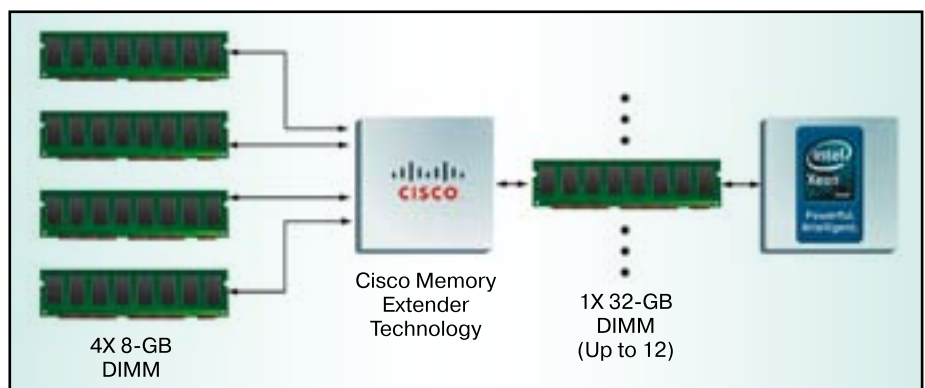 4X 8-GB
DIMM
CISCO
Cisco Memory
Extender
Technology
1X 32-GB
DIMM
(Up to 12)
intel
Xeon
Powerful.
Intelligent.